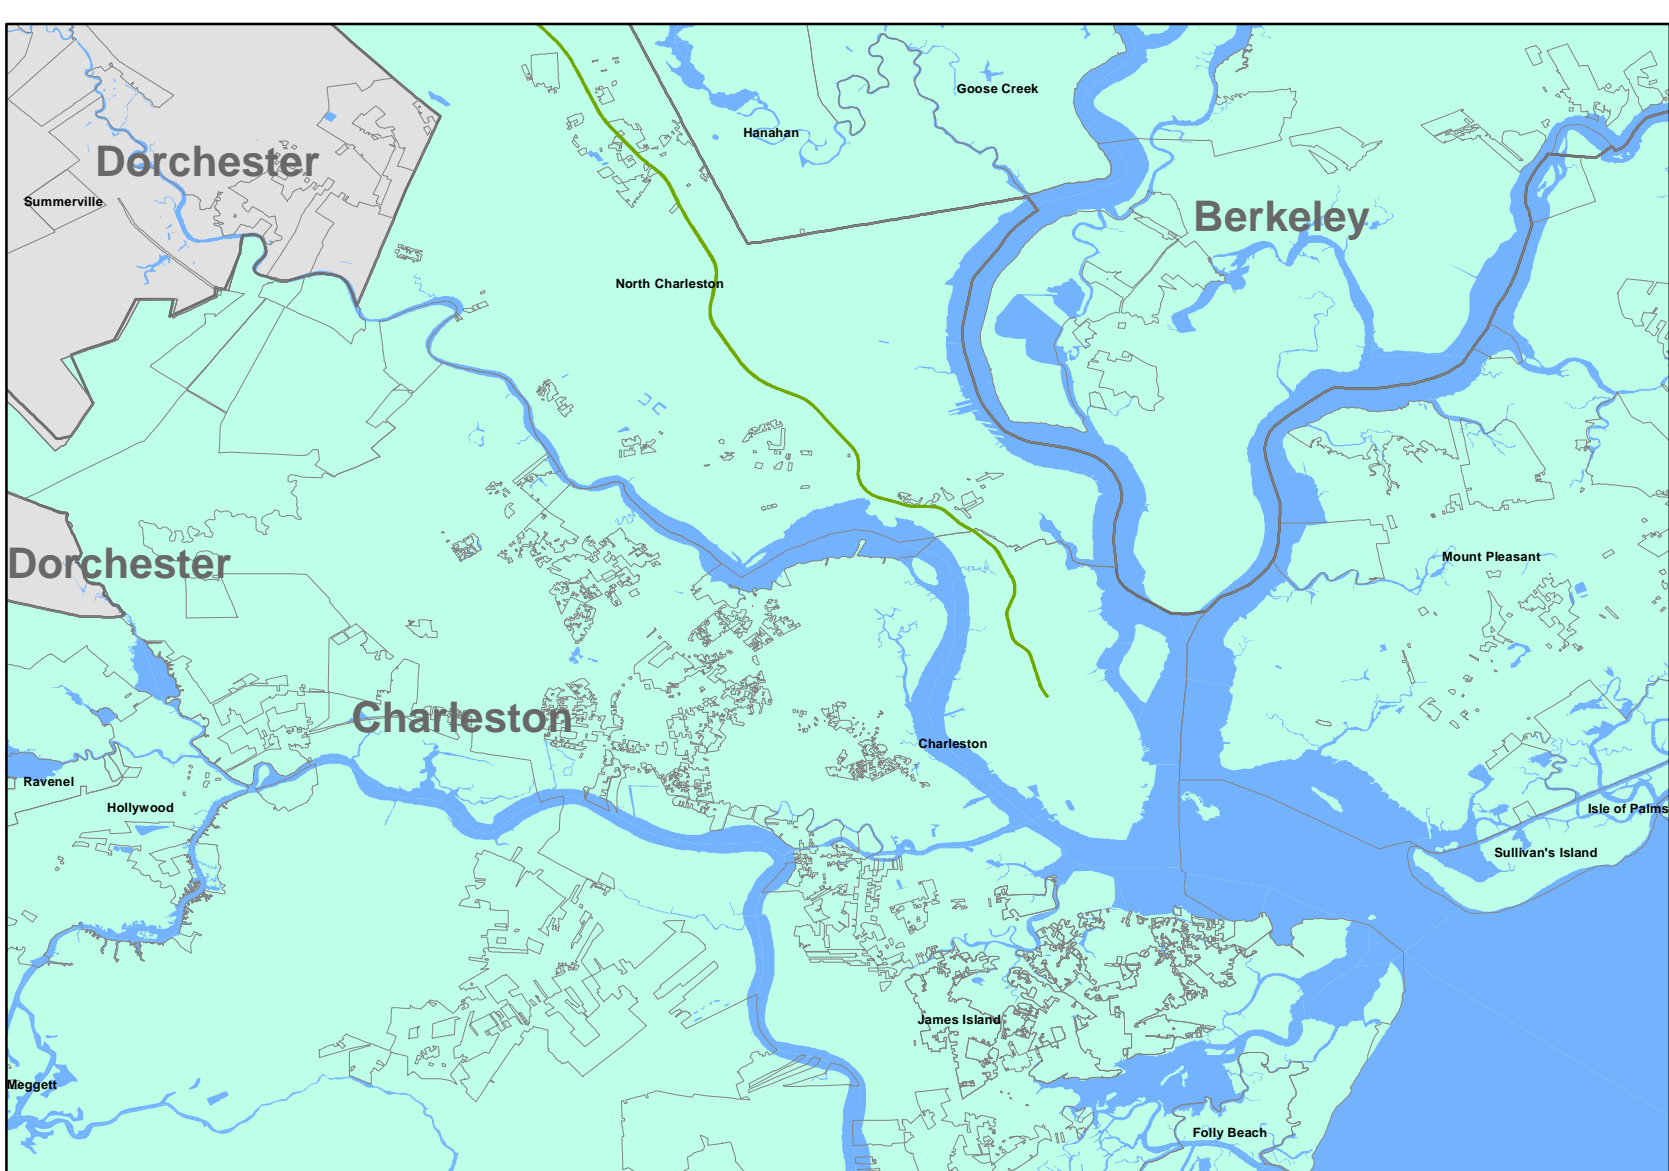 Goose Creek
Hanahan
Dorchester
Summerville
Berkeley
North Charleston
Mount Pleasant
Dorchester
Charleston
Charleston
Ravenel
Hollywood
Isle of Palms
Sullivan's Island
James Island
Meggett
Folly Beach